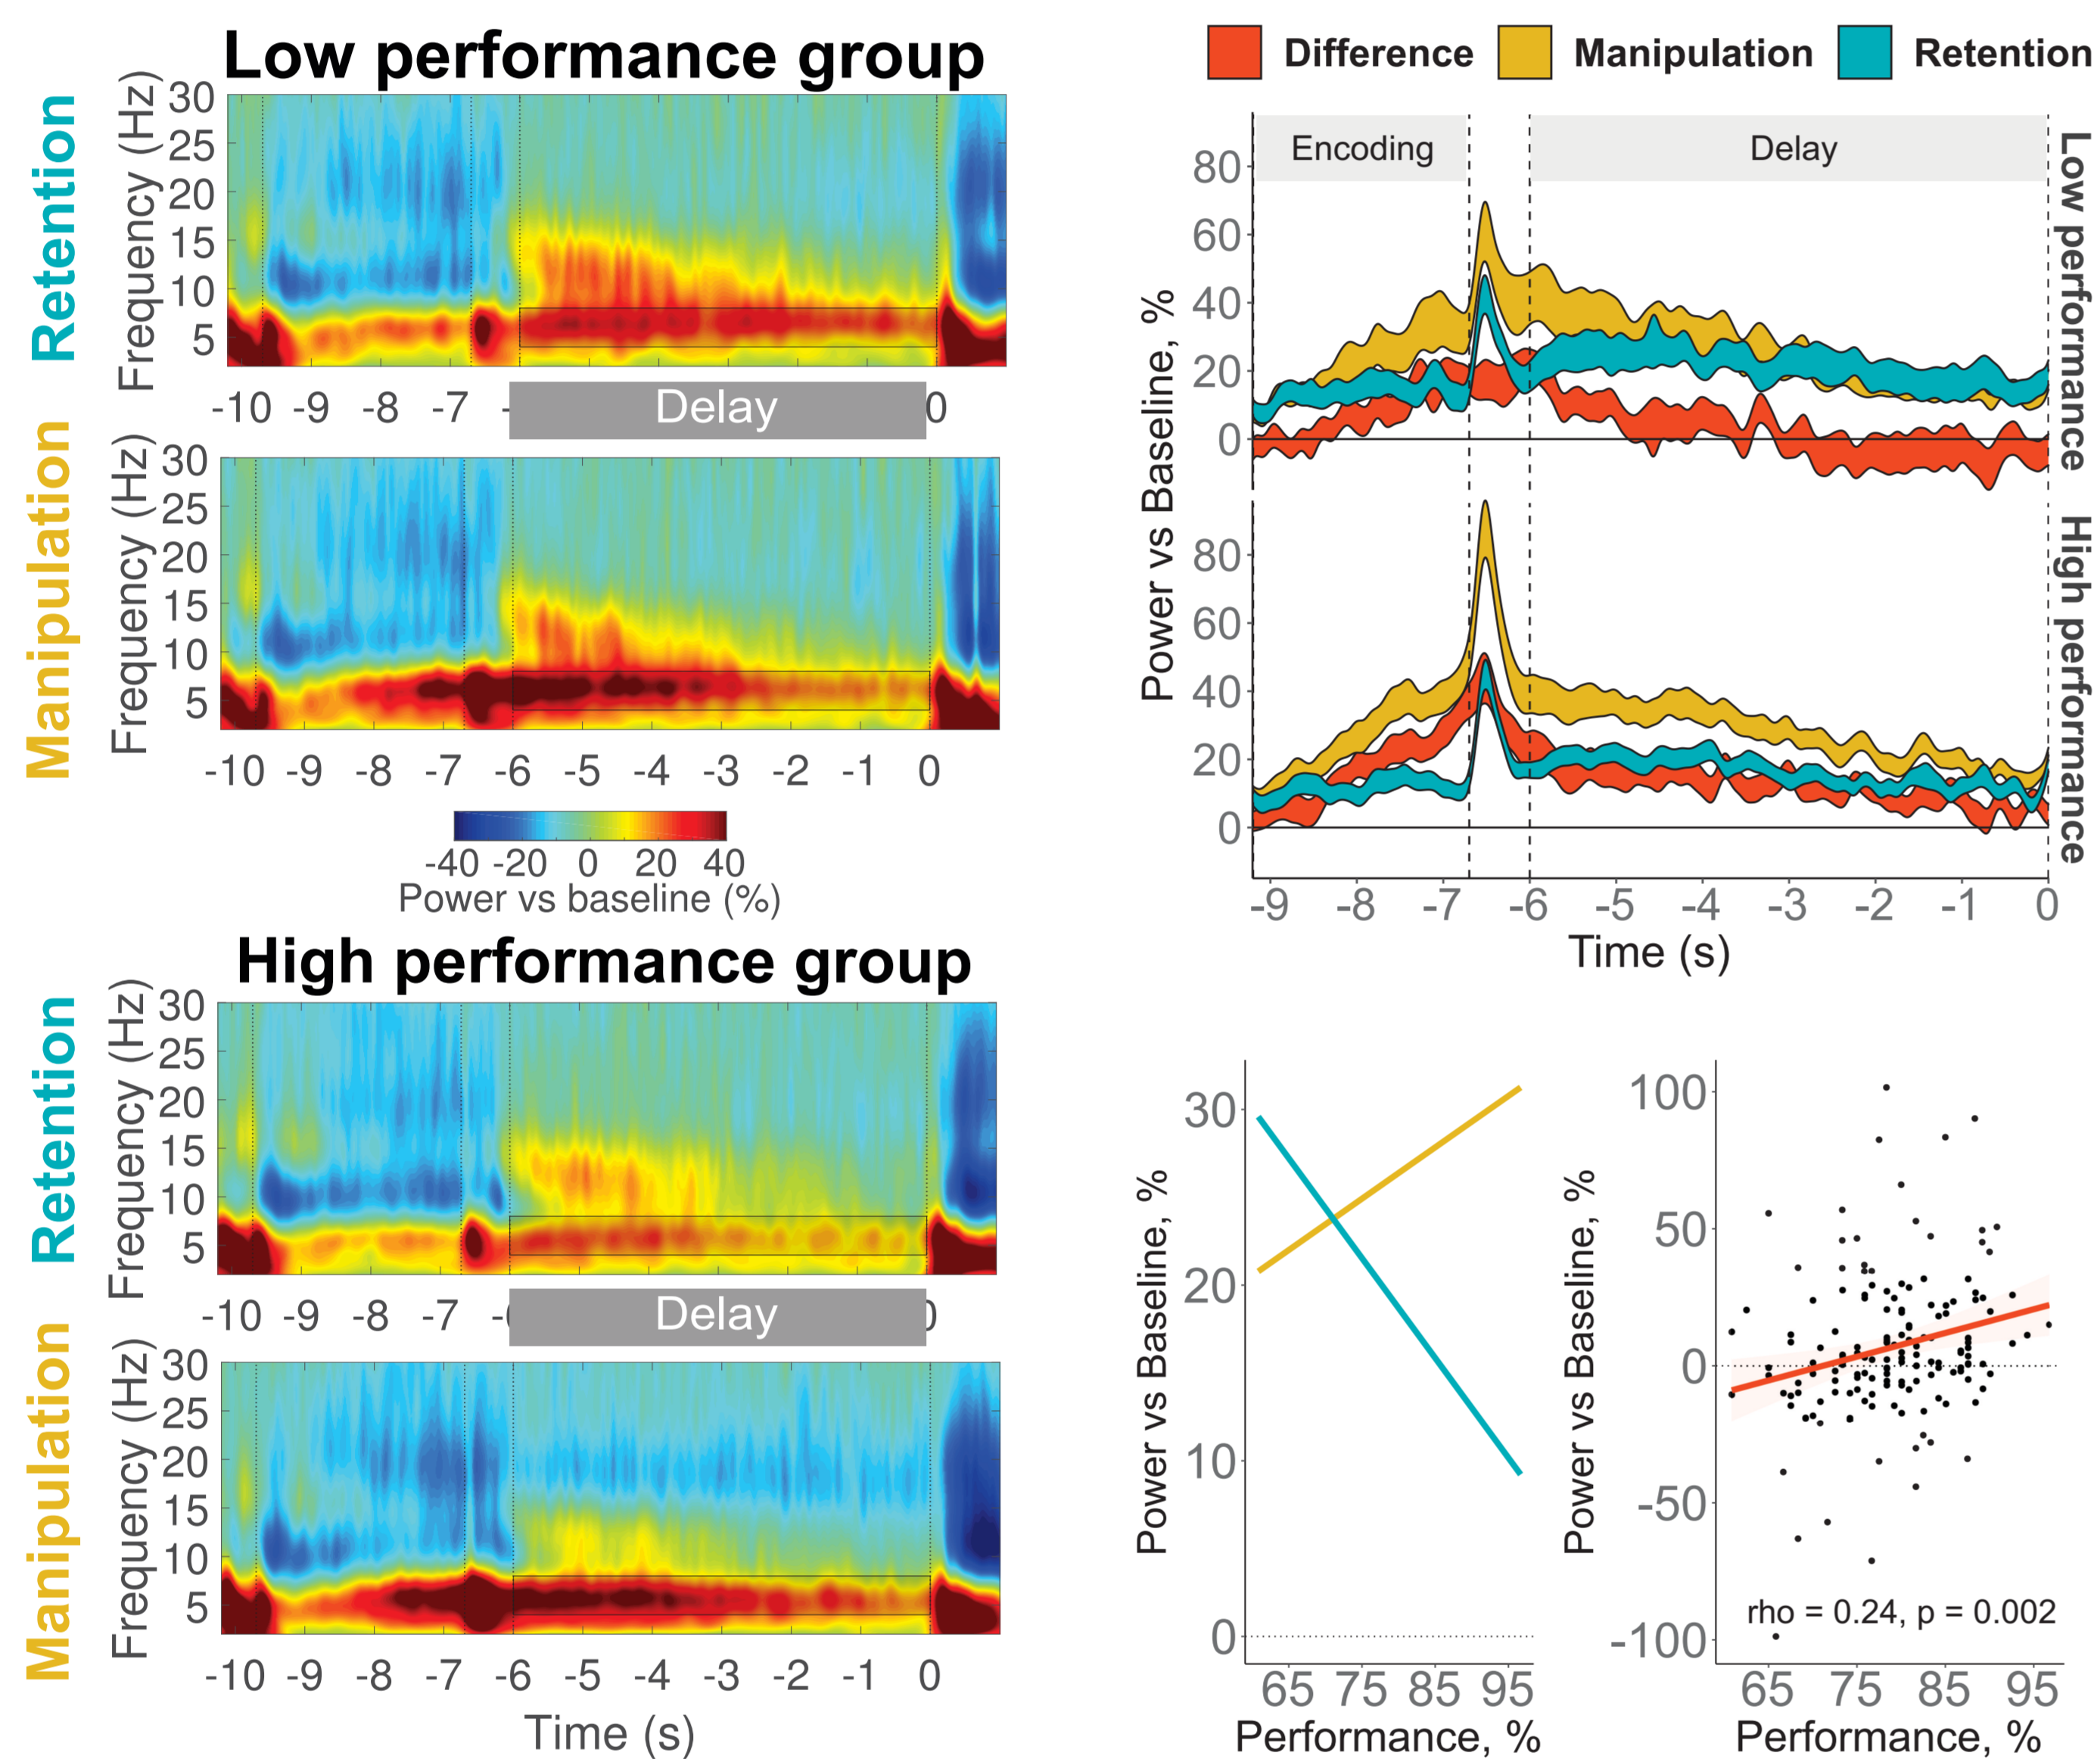 Low performance group
Retention
Frequency (Hz)
30
25
20
15
10
5
-10 -9 -8 -7 - Delay 0
Manipulation
Frequency (Hz)
30
25
20
15
10
5
-10 -9 -8 -7 -6 -5 -4 -3 -2 -1 0
-40 -20 0 20 40
Power vs baseline (%)
High performance group
Retention
Frequency (Hz)
30
25
20
15
10
5
-10 -9 -8 -7 - Delay
Manipulation
Frequency (Hz)
30
25
20
15
10
5
-10 -9 -8 -7 -6 -5 -4 -3 -2 -1 0
Time (s)
Difference Manipulation Retention
Encoding Delay
Power vs Baseline, %
80
60
40
20
0
Low performance
80
60
40
20
0
High performance
-9 -8 -7 -6 -5 -4 -3 -2 -1 0
Time (s)
Power vs Baseline, %
30
20
10
0
65 75 85 95
Performance, %
Power vs Baseline, %
100
50
0
-50
-100
rho = 0.24, p = 0.002
65 75 85 95
Performance, %